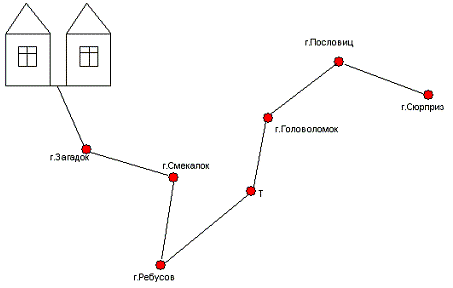 г.Пословиц
г.Сюрприз
г.Головоломок
г.Загадок
г.Смекалок
Т
г.Ребусов